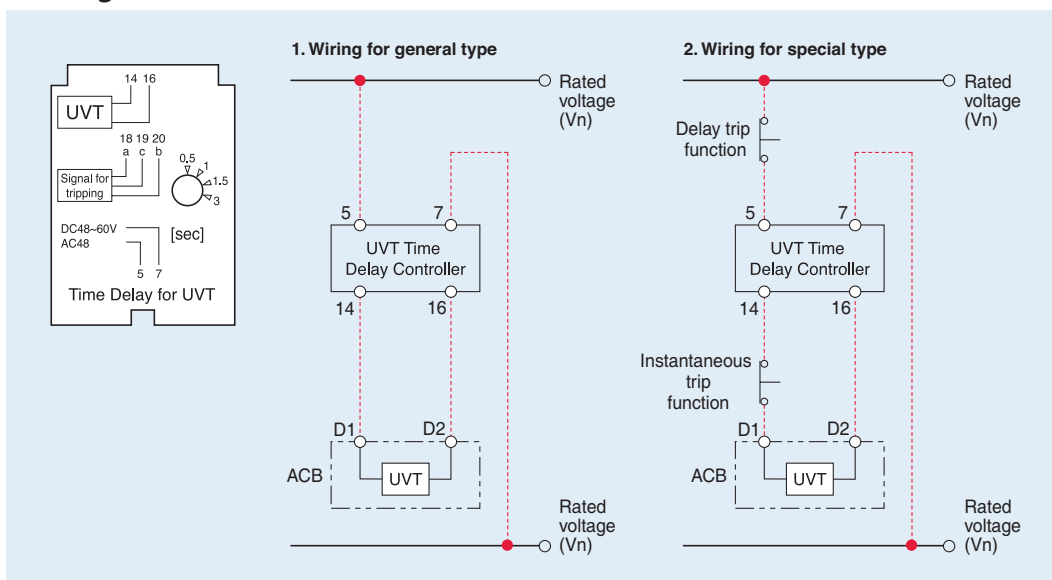 1. Wiring for general type
2. Wiring for special type
14 16
UVT
18 19 20
a c b
Signal for
tripping
0.5
1
1.5
3
[sec]
DC48~60V
AC48
5 7
Time Delay for UVT
Rated
voltage
(Vn)
5
7
UVT Time
Delay Controller
14
16
D1
D2
ACB
UVT
Rated
voltage
(Vn)
Rated
voltage
(Vn)
Delay trip
function
5
7
UVT Time
Delay Controller
14
16
Instantaneous
trip
function
D1
D2
ACB
UVT
Rated
voltage
(Vn)